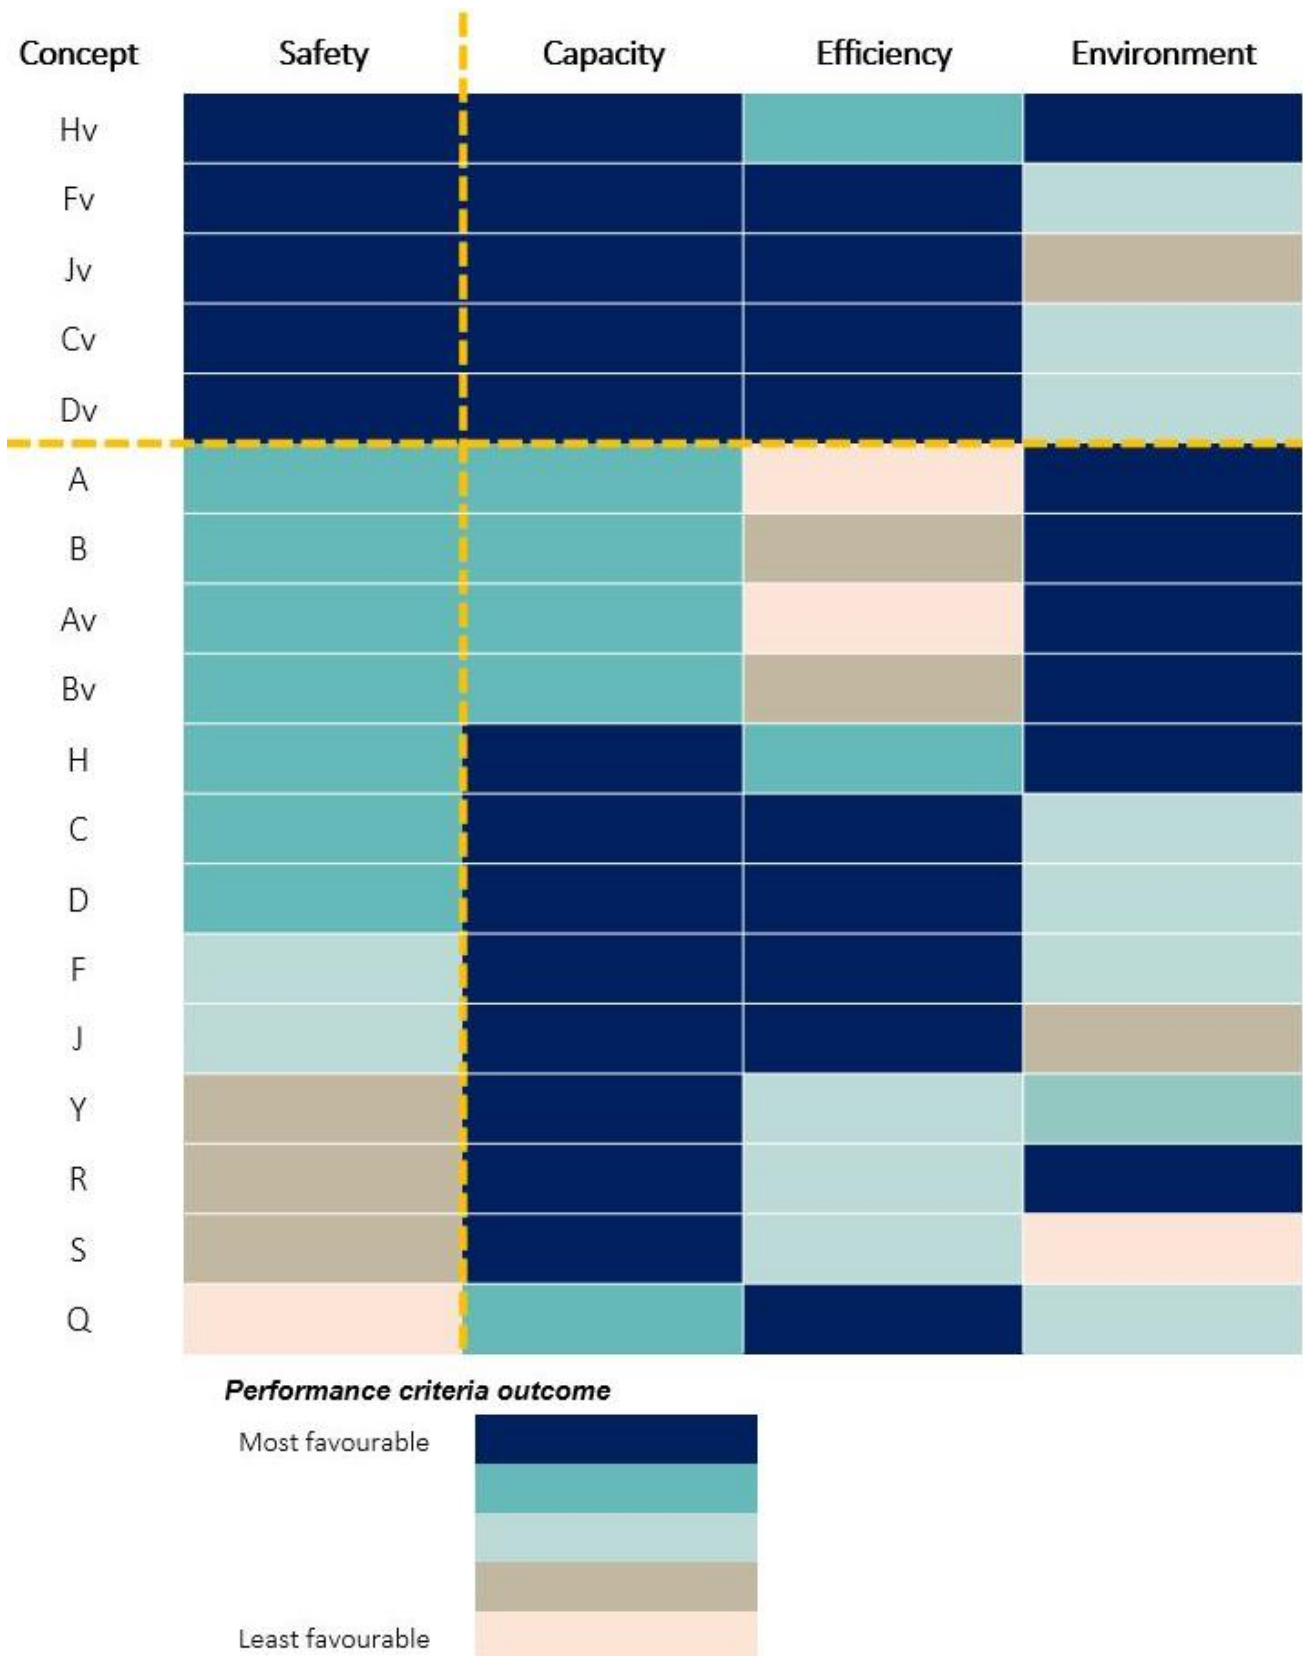 Concept Safety Capacity Efficiency Environment
Hv
Fv
Jv
Cv
Dv
A
B
Av
Bv
H
C
D
F
J
Y
R
S
Q
Performance criteria outcome
Most favourable
Least favourable